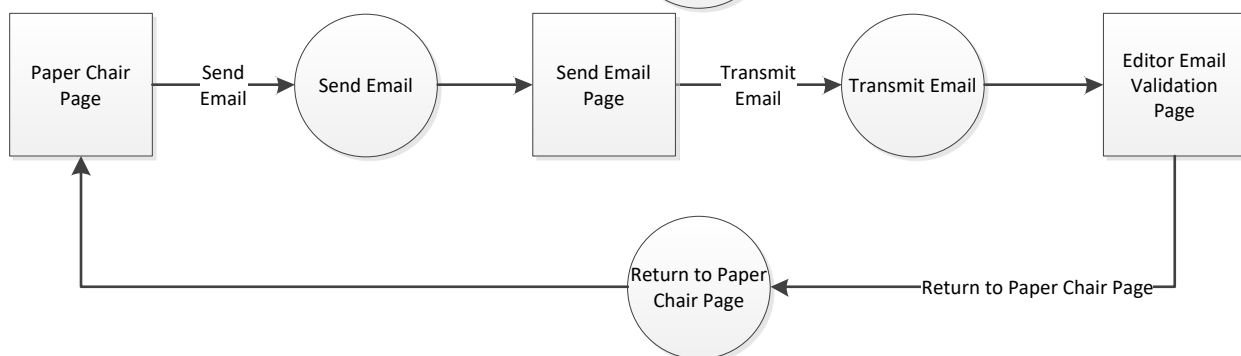 Paper Chair
Page
Send
Email
Send Email
Send Email
Page
Transmit
Email
Transmit Email
Editor Email
Validation
Page
Return to Paper
Chair Page
Return to Paper Chair Page